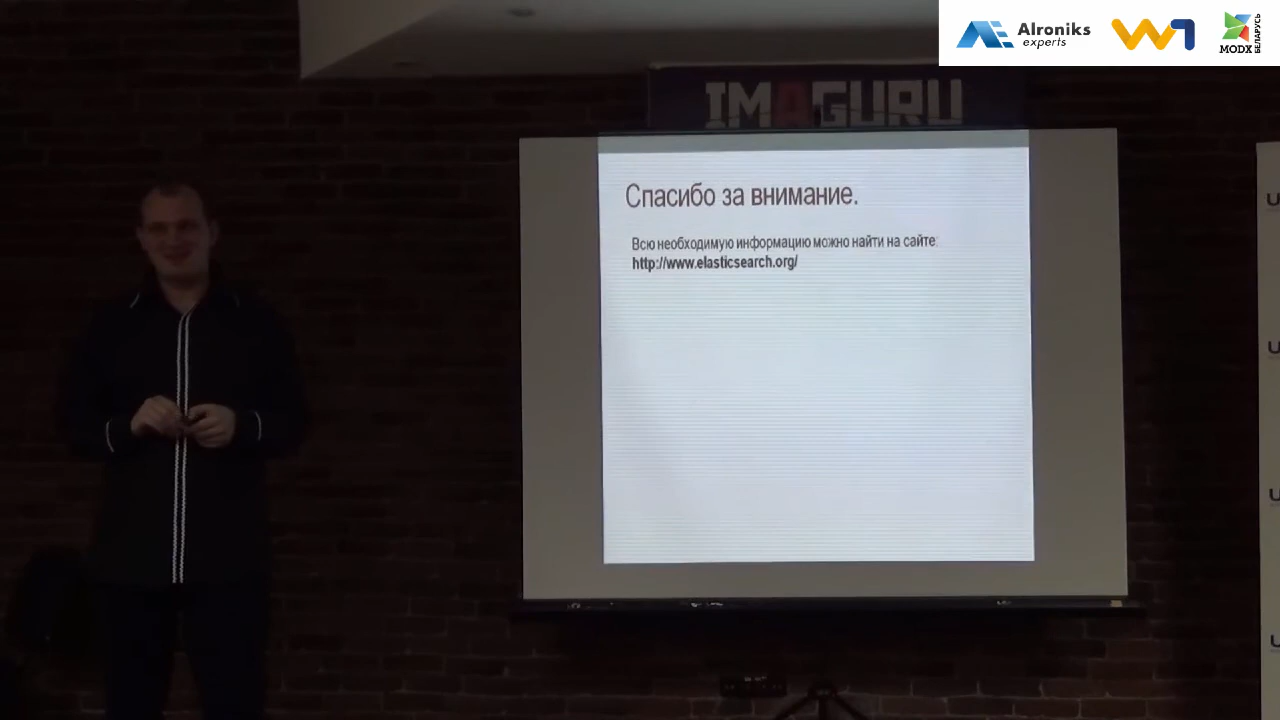 Alroniks
experts
MODX
БЕЛАРУСЬ
IMAGURU
Спасибо за внимание.
Всю необходимую информацию можно найти на сайте:
http://www.elasticsearch.org/